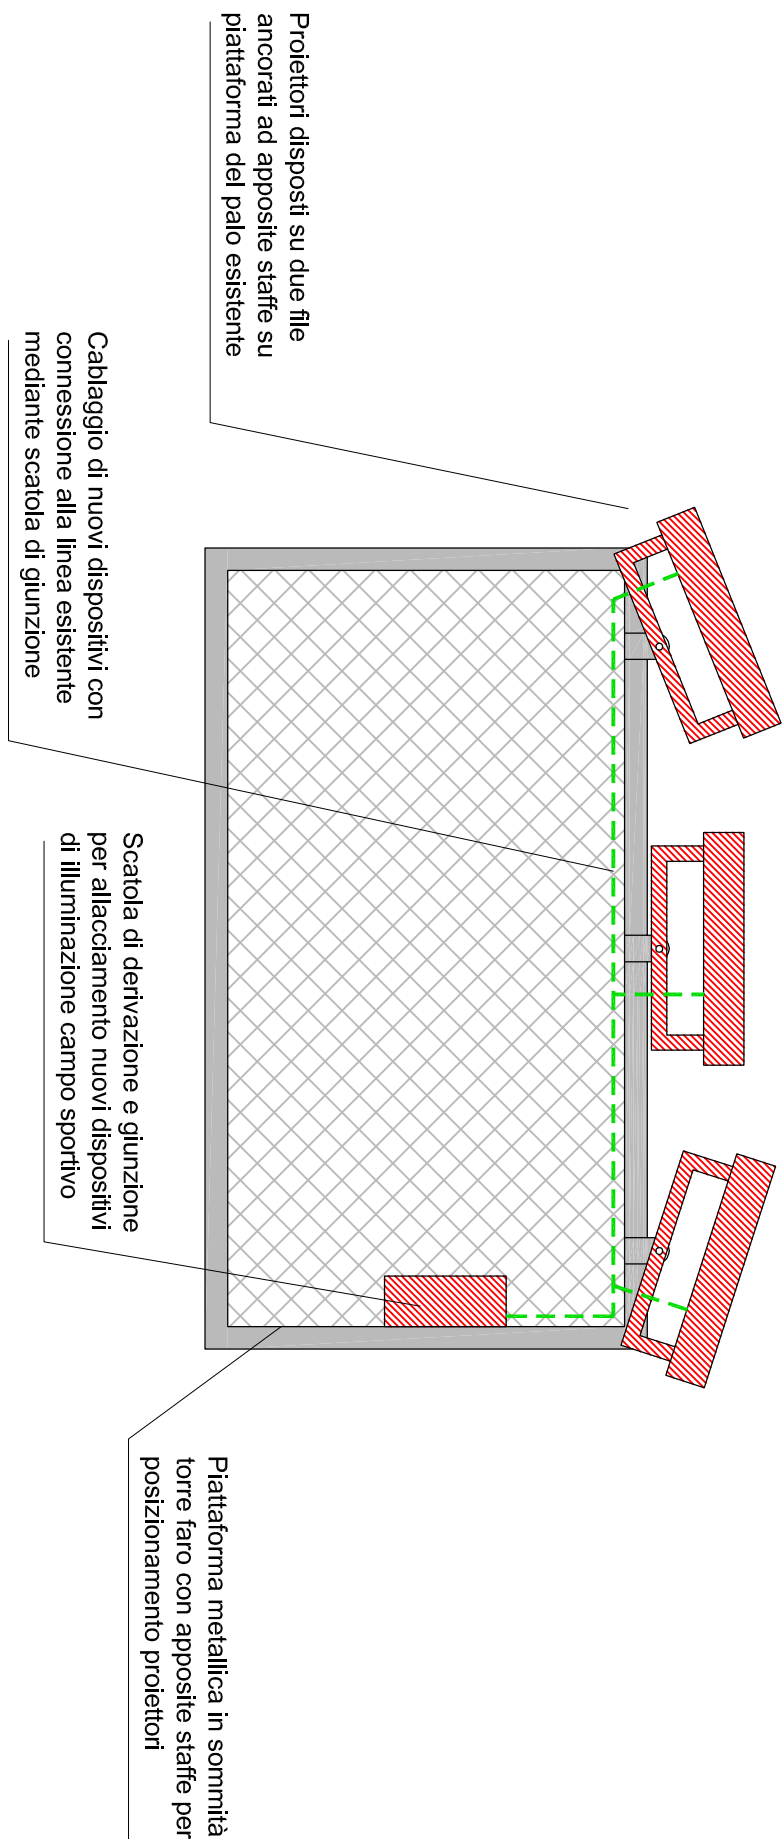 Proiettori disposti su due file
ancorati ad apposite staffe su
piattaforma del palo esistente
Cablaggio di nuovi dispositivi con
connessione alla linea esistente
mediante scatola di giunzione
Scatola di derivazione e giunzione
per allacciamento nuovi dispositivi
di illuminazione campo sportivo
Piattaforma metallica in sommità
torre faro con apposite staffe per
posizionamento proiettori